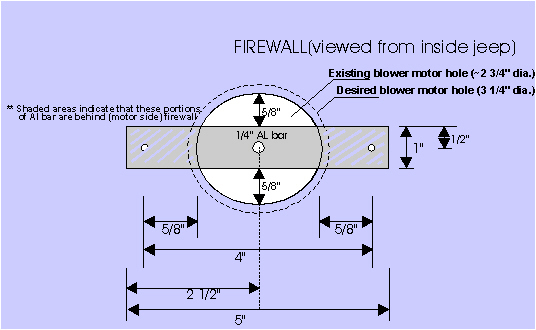 FIREWALL(viewed from inside jeep)
Existing blower motor hole (~2 3/4" dia.)
Desired blower motor hole (3 1/4" dia.)
** Shaded areas indicate that these portions
of Al bar are behind (motor side) firewall
5/8"
1/4" AL bar
1/2"
1"
5/8"
5/8"
5/8"
4"
2 1/2"
5"